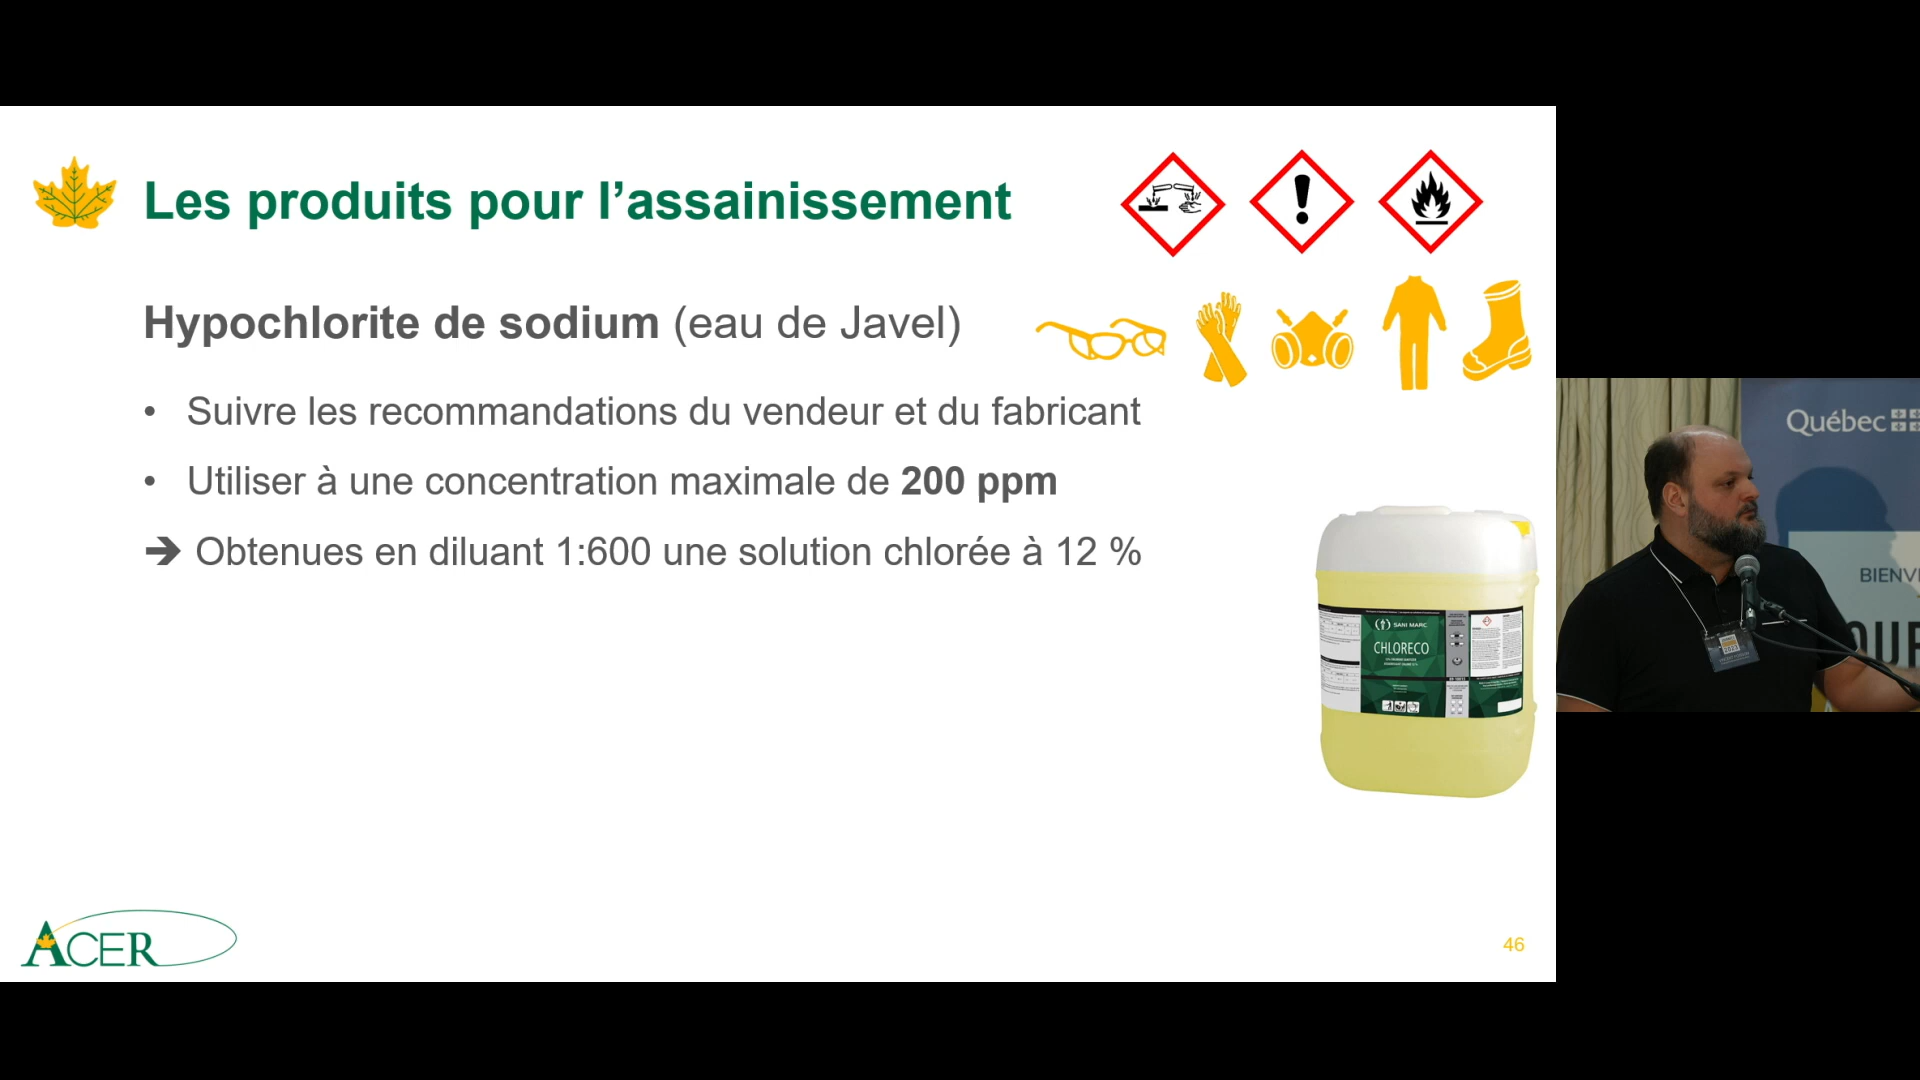 Les produits pour l’assainissement
Hypochlorite de sodium (eau de Javel)
• Suivre les recommandations du vendeur et du fabricant
• Utiliser à une concentration maximale de 200 ppm
➔ Obtenues en diluant 1:600 une solution chlorée à 12 %
SANI MARC
CHLORECO
ACER
46
Québec
BIENV
OUR